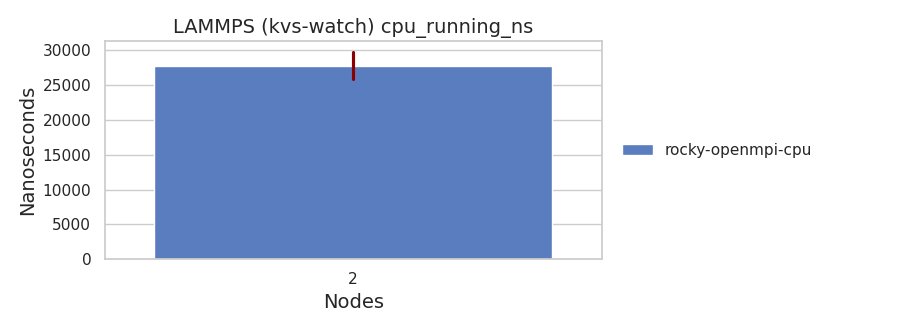 LAMMPS (kvs-watch) cpu_running_ns
30000
25000
20000
15000
10000
5000
0
Nanoseconds
2
Nodes
rocky-openmpi-cpu